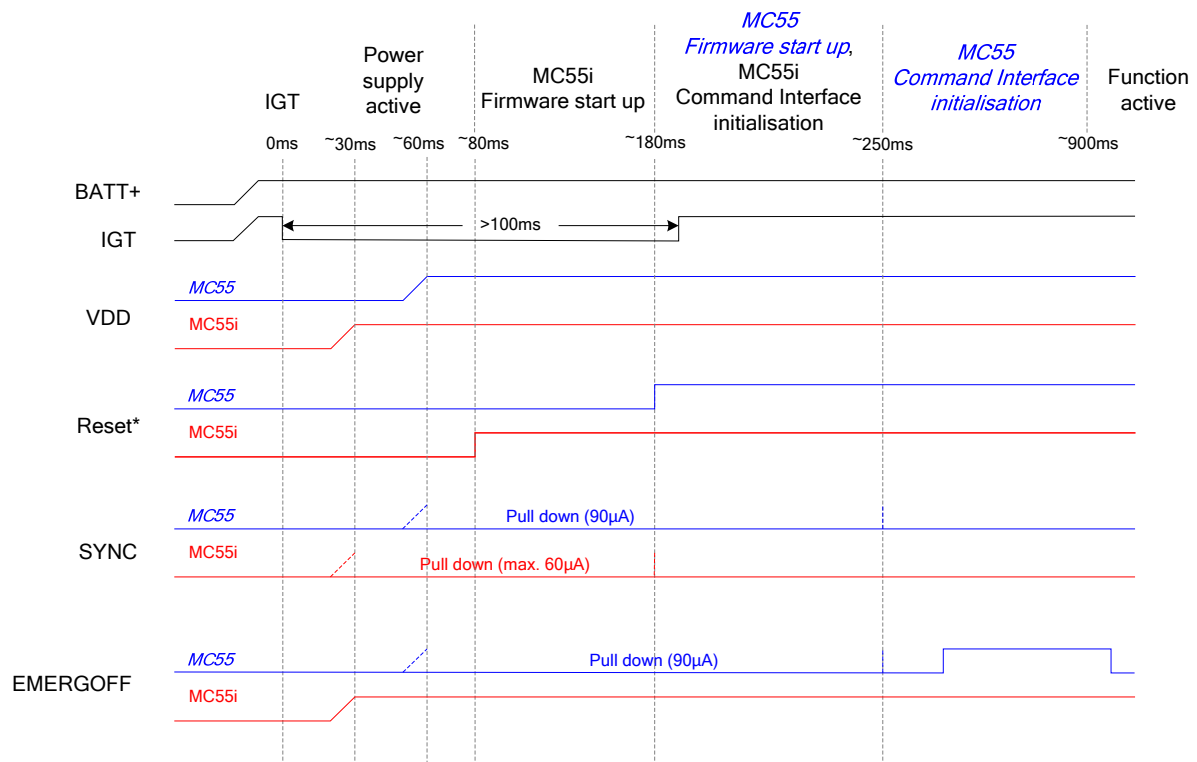 IGT
Power
supply
active
MC55i
Firmware start up
MC55
Firmware start up,
MC55i
Command Interface
initialisation
MC55
Command Interface
initialisation
Function
active
0ms
~30ms
~60ms
~80ms
~180ms
~250ms
~900ms
BATT+
IGT
>100ms
VDD
MC55
MC55i
Reset*
MC55
MC55i
SYNC
MC55
Pull down (90µA)
MC55i
Pull down (max. 60µA)
EMERGOFF
MC55
Pull down (90µA)
MC55i